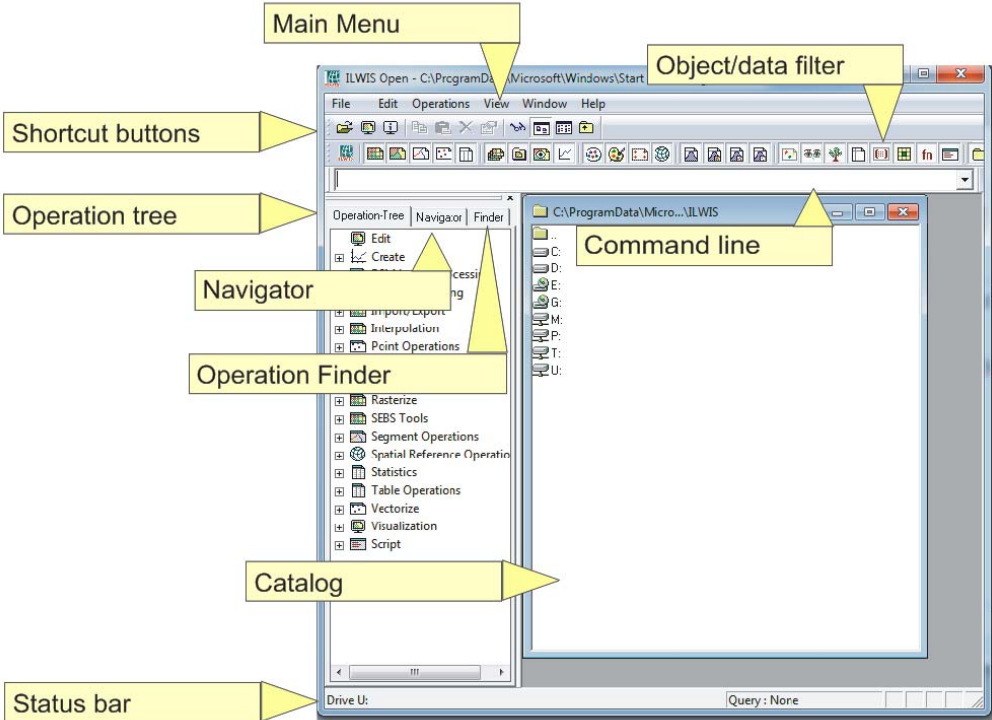 Main Menu
Object/data filter
ILWIS Open - C:\ProgramDa Microsoft\Windows\Start
File Edit Operations View Window Help
Shortcut buttons
fn
Operation tree
Operation-Tree Navigator Finder
C:\ProgramData\Micro...\ILWIS
Command line
Edit
Create
..
C:
D:
E:
G:
M:
P:
T:
U:
Navigator
Import/Export
Interpolation
Point Operations
Operation Finder
Rasterize
SEBS Tools
Segment Operations
Spatial Reference Operatio
Statistics
Table Operations
Vectorize
Visualization
Script
Catalog
Status bar
Drive U:
Query : None